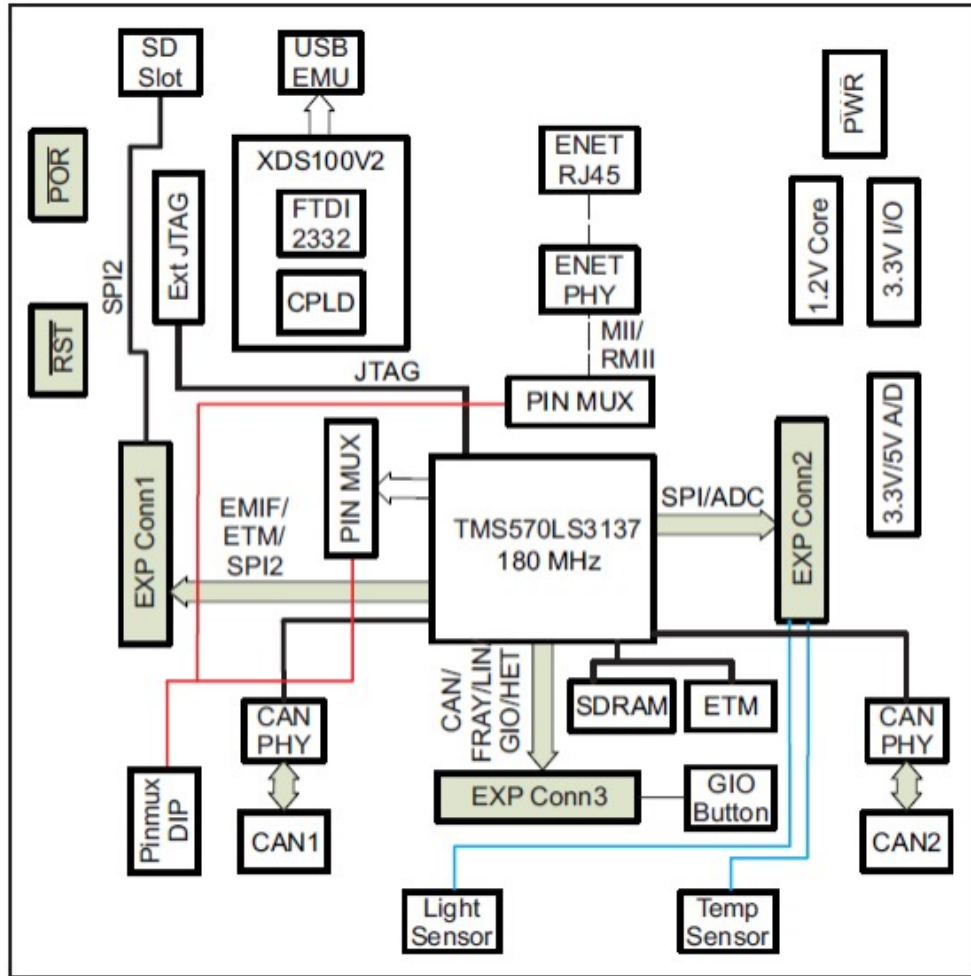 SD
Slot
USB
EMU
PWR
XDS100V2
FTDI
2332
CPLD
ENET
RJ45
ENET
PHY
MII/
RMII
PIN MUX
POR
RST
SPI2
Ext JTAG
JTAG
1.2V Core
3.3V I/O
3.3V/5V A/D
EXP Conn1
EMIF/
ETM/
SPI2
PIN MUX
TMS570LS3137
180 MHz
SPI/ADC
EXP Conn2
CAN/
FRAY/LIN/
GIO/HET
SDRAM
ETM
CAN
PHY
CAN
PHY
Pinmux
DIP
CAN1
EXP Conn3
GIO
Button
CAN2
Light
Sensor
Temp
Sensor